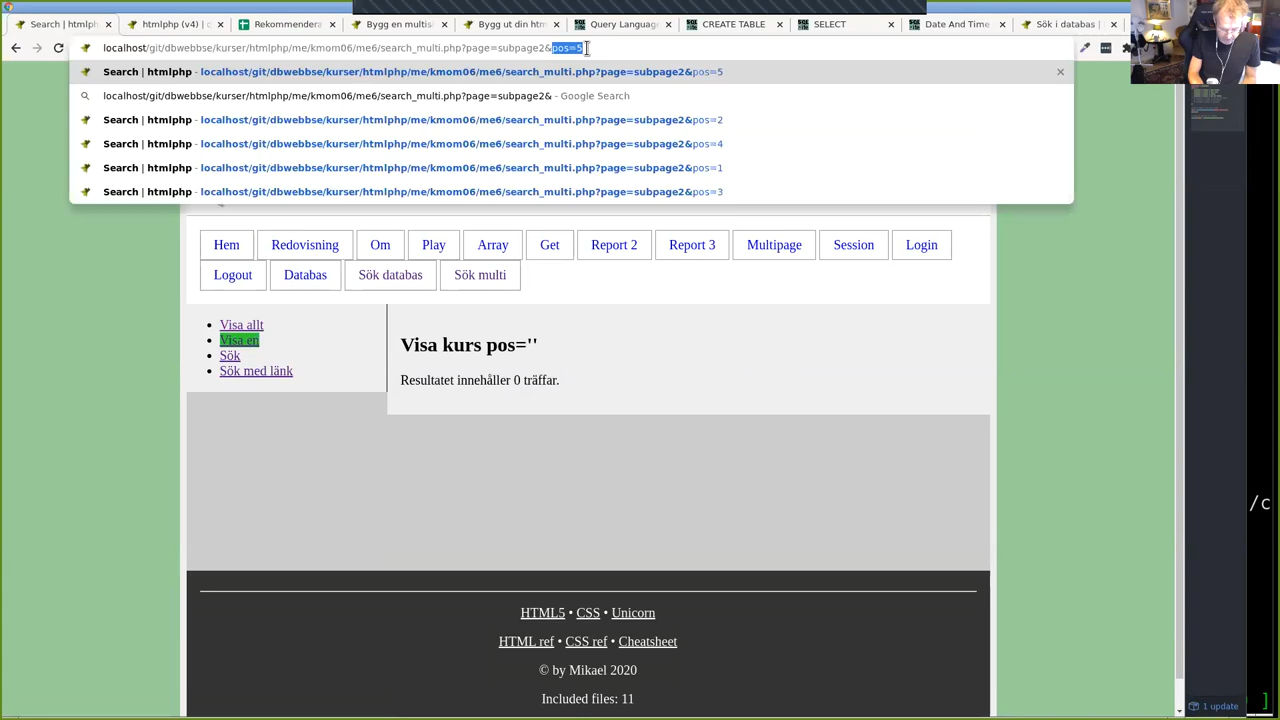 Search | htmlp
htmlphp (v4) | c
Rekommendera
Bygg en multis
Bygg ut din htm
Query Languag
CREATE TABLE
SELECT
Date And Time
Sök i databas |
localhost/git/dbwebbse/kurser/htmlphp/me/kmom06/me6/search_multi.php?page=subpage2&pos=5
Search | htmlphp - localhost/git/dbwebbse/kurser/htmlphp/me/kmom06/me6/search_multi.php?page=subpage2&pos=5
localhost/git/dbwebbse/kurser/htmlphp/me/kmom06/me6/search_multi.php?page=subpage2& - Google Search
Search | htmlphp - localhost/git/dbwebbse/kurser/htmlphp/me/kmom06/me6/search_multi.php?page=subpage2&pos=2
Search | htmlphp - localhost/git/dbwebbse/kurser/htmlphp/me/kmom06/me6/search_multi.php?page=subpage2&pos=4
Search | htmlphp - localhost/git/dbwebbse/kurser/htmlphp/me/kmom06/me6/search_multi.php?page=subpage2&pos=1
Search | htmlphp - localhost/git/dbwebbse/kurser/htmlphp/me/kmom06/me6/search_multi.php?page=subpage2&pos=3
Hem Redovisning Om Play Array Get Report 2 Report 3 Multipage Session Login
Logout Databas Sök databas Sök multi
Visa allt
Visa en
Sök
Sök med länk
Visa kurs pos=''
Resultatet innehåller 0 träffar.
/c
HTML5 • CSS • Unicorn
HTML ref • CSS ref • Cheatsheet
© by Mikael 2020
Included files: 11
1 update
]